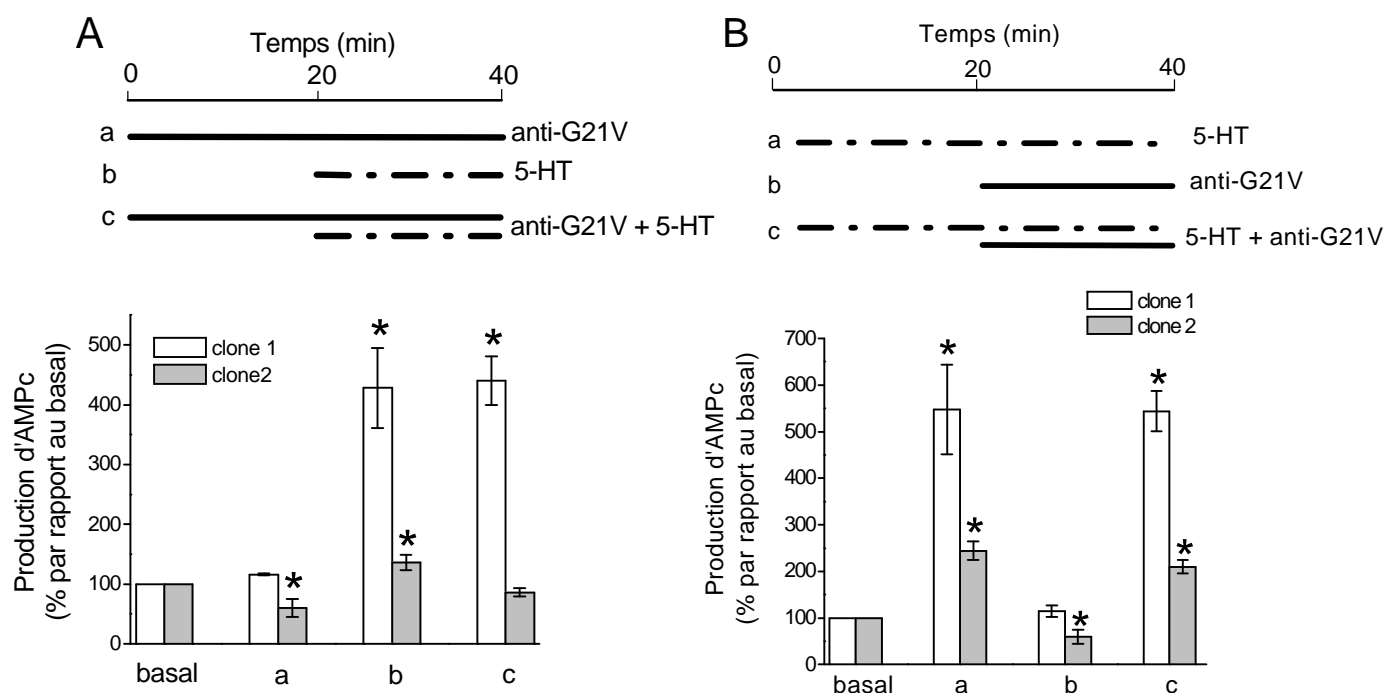 A
Temps (min)
0 20 40
a anti-G21V
b 5-HT
c anti-G21V + 5-HT
Production d'AMPc
(% par rapport au basal)
500
400
300
200
100
0
clone 1
clone2
* * * *
basal a b c
B
Temps (min)
0 20 40
a 5-HT
b anti-G21V
c 5-HT + anti-G21V
clone 1
clone 2
Production d'AMPc
(% par rapport au basal)
700
600
500
400
300
200
100
0
* * * * *
basal a b c